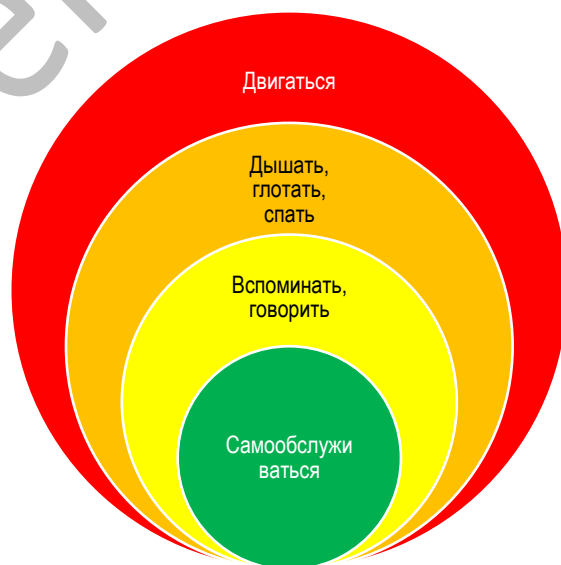 Двигаться
Дышать,
глотать,
спать
Вспоминать,
говорить
Самообслужи
ваться